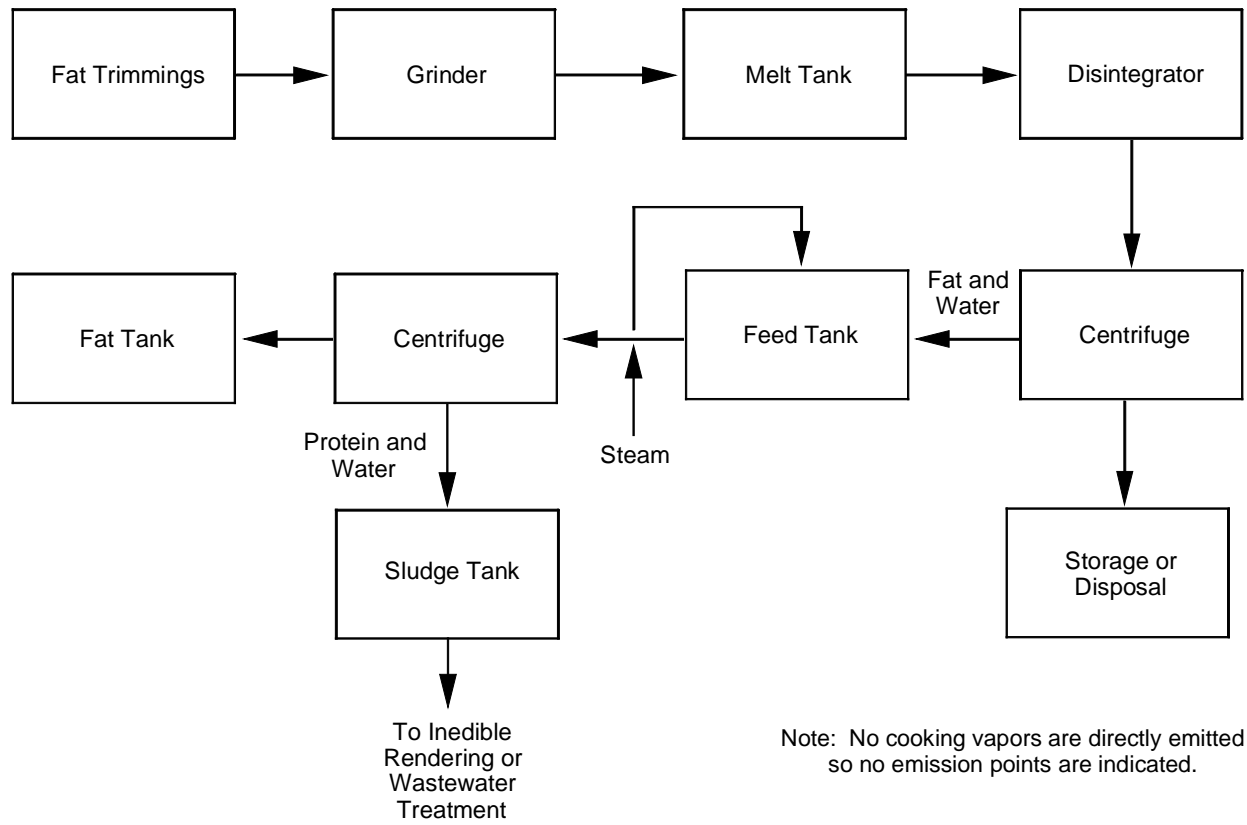 Fat Trimmings
Grinder
Melt Tank
Disintegrator
Fat Tank
Centrifuge
Feed Tank
Fat and
Water
Centrifuge
Protein and
Water
Steam
Sludge Tank
Storage or
Disposal
To Inedible
Rendering or
Wastewater
Treatment
Note: No cooking vapors are directly emitted
so no emission points are indicated.